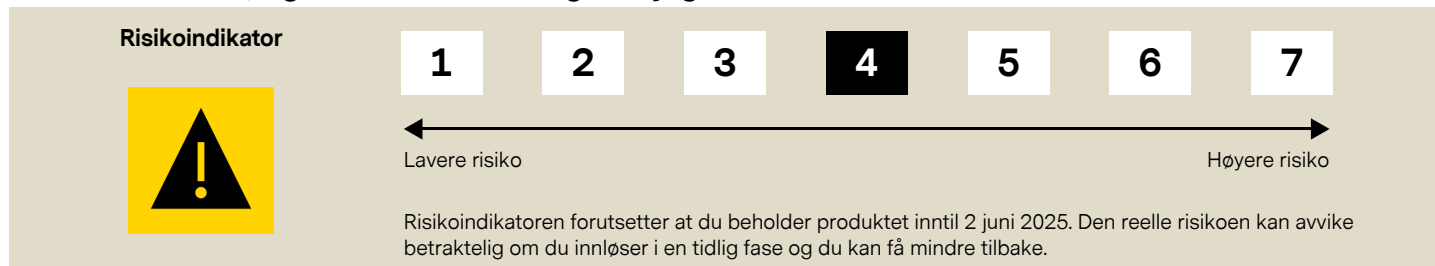 Risikoindikator
1 2 3 4 5 6 7
Lavere risiko Høyere risiko
Risikoindikatoren forutsetter at du beholder produktet inntil 2 juni 2025. Den reelle risikoen kan avvike
betraktelig om du innløser i en tidlig fase og du kan få mindre tilbake.